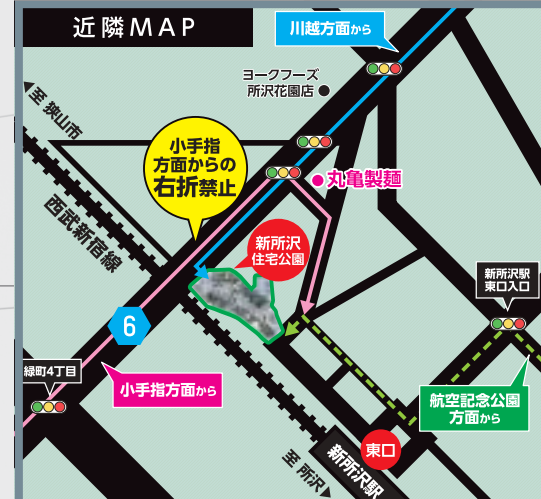 近隣MAP
川越方面から
ヨークフーズ
所沢花園店
至 狭山市
小手指
方面からの
右折禁止
丸亀製麺
西武新宿線
新所沢
住宅公園
新所沢駅
東口入口
6
緑町4丁目
小手指方面から
航空記念公園
方面から
東口
至 所沢
新所沢駅